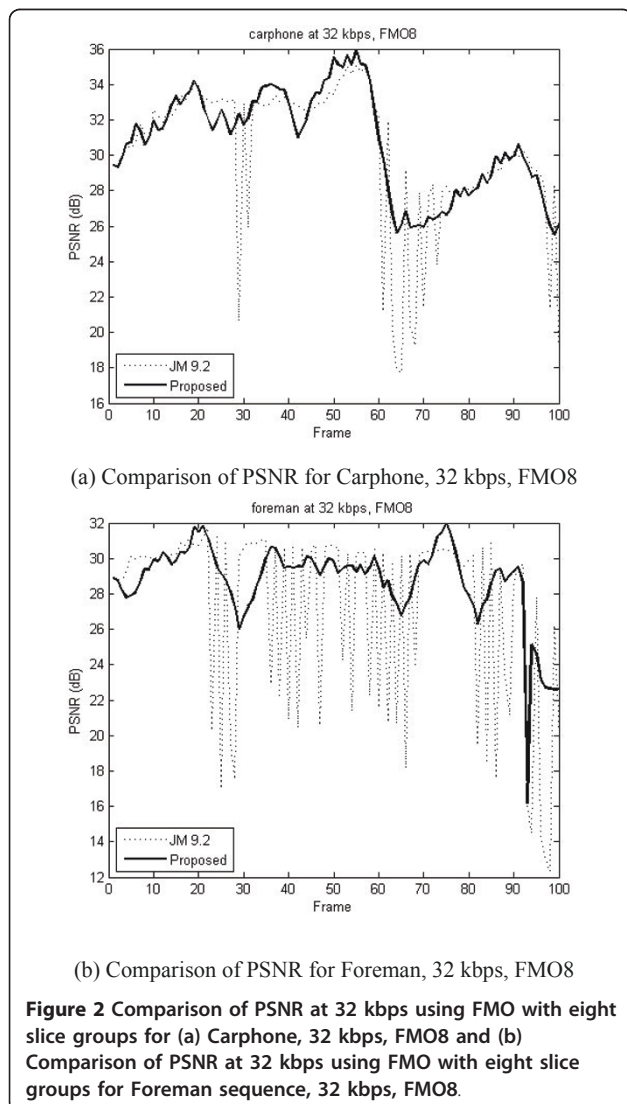 carphone at 32 kbps, FMO8
36
34
32
30
28
26
24
22
20
18
16
PSNR (dB)
JM 9.2
Proposed
0 10 20 30 40 50 60 70 80 90 100
Frame
(a) Comparison of PSNR for Carphone, 32 kbps, FMO8
foreman at 32 kbps, FMO8
32
30
28
26
24
22
20
18
16
14
12
PSNR (dB)
JM 9.2
Proposed
0 10 20 30 40 50 60 70 80 90 100
Frame
(b) Comparison of PSNR for Foreman, 32 kbps, FMO8
Figure 2 Comparison of PSNR at 32 kbps using FMO with eight
slice groups for (a) Carphone, 32 kbps, FMO8 and (b)
Comparison of PSNR at 32 kbps using FMO with eight slice
groups for Foreman sequence, 32 kbps, FMO8.